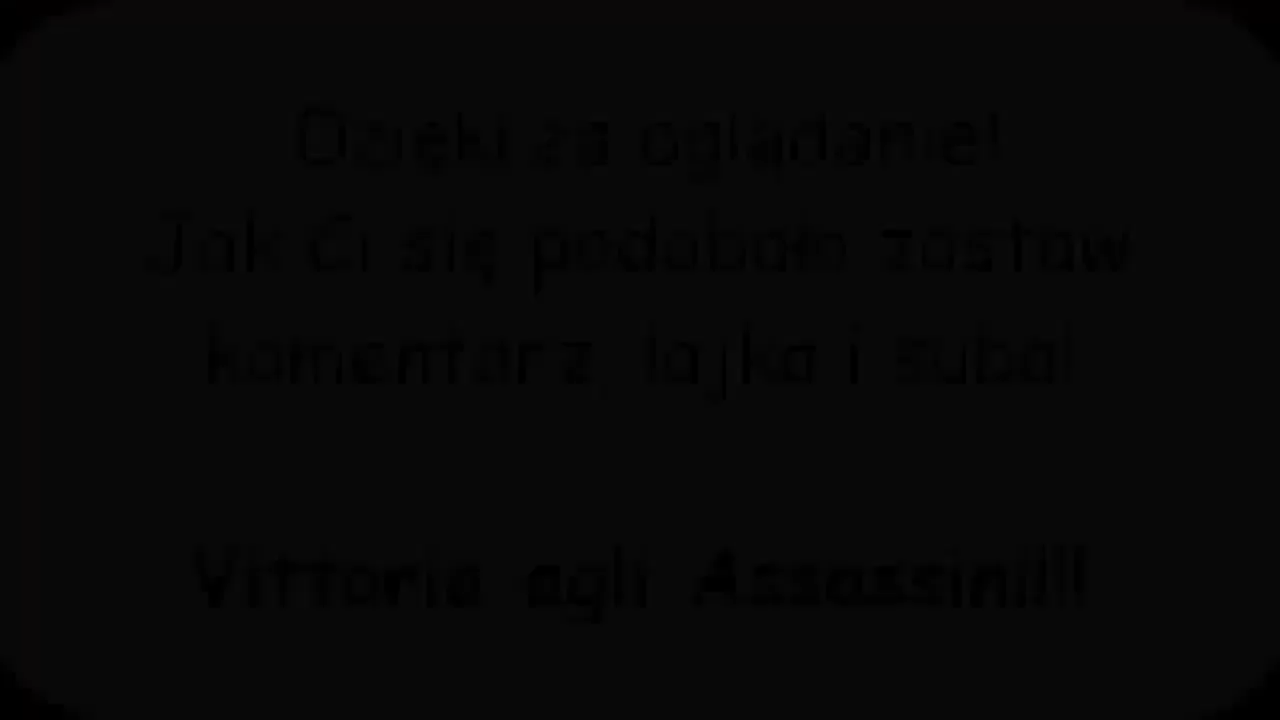 Dzięki za oglądanie!
Jak Ci się podobało zostaw
komentarz, lajka i suba!
Vittoria agli Assassini!!!